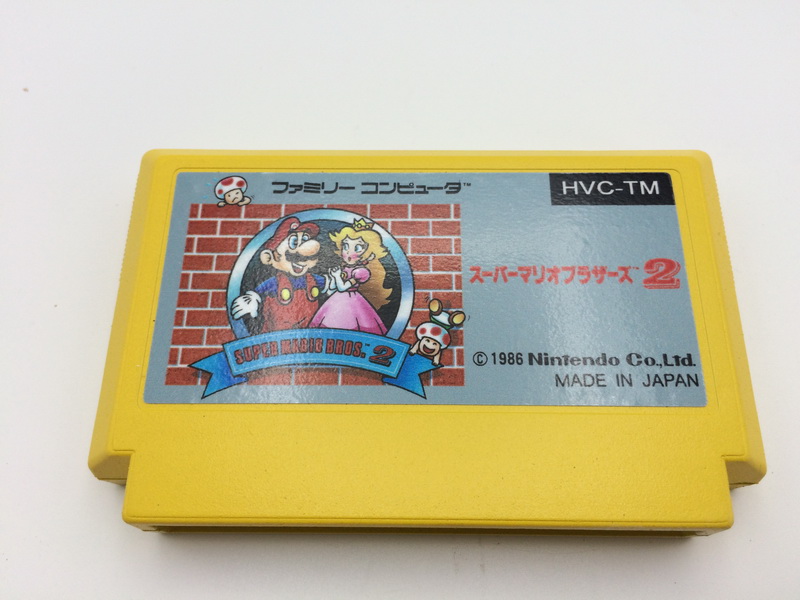 ファミリー コンピュータ™
HVC-TM
スーパーマリオブラザーズ™ 2
SUPER MARIO BROS.™ 2
© 1986 Nintendo Co.,Ltd.
MADE IN JAPAN